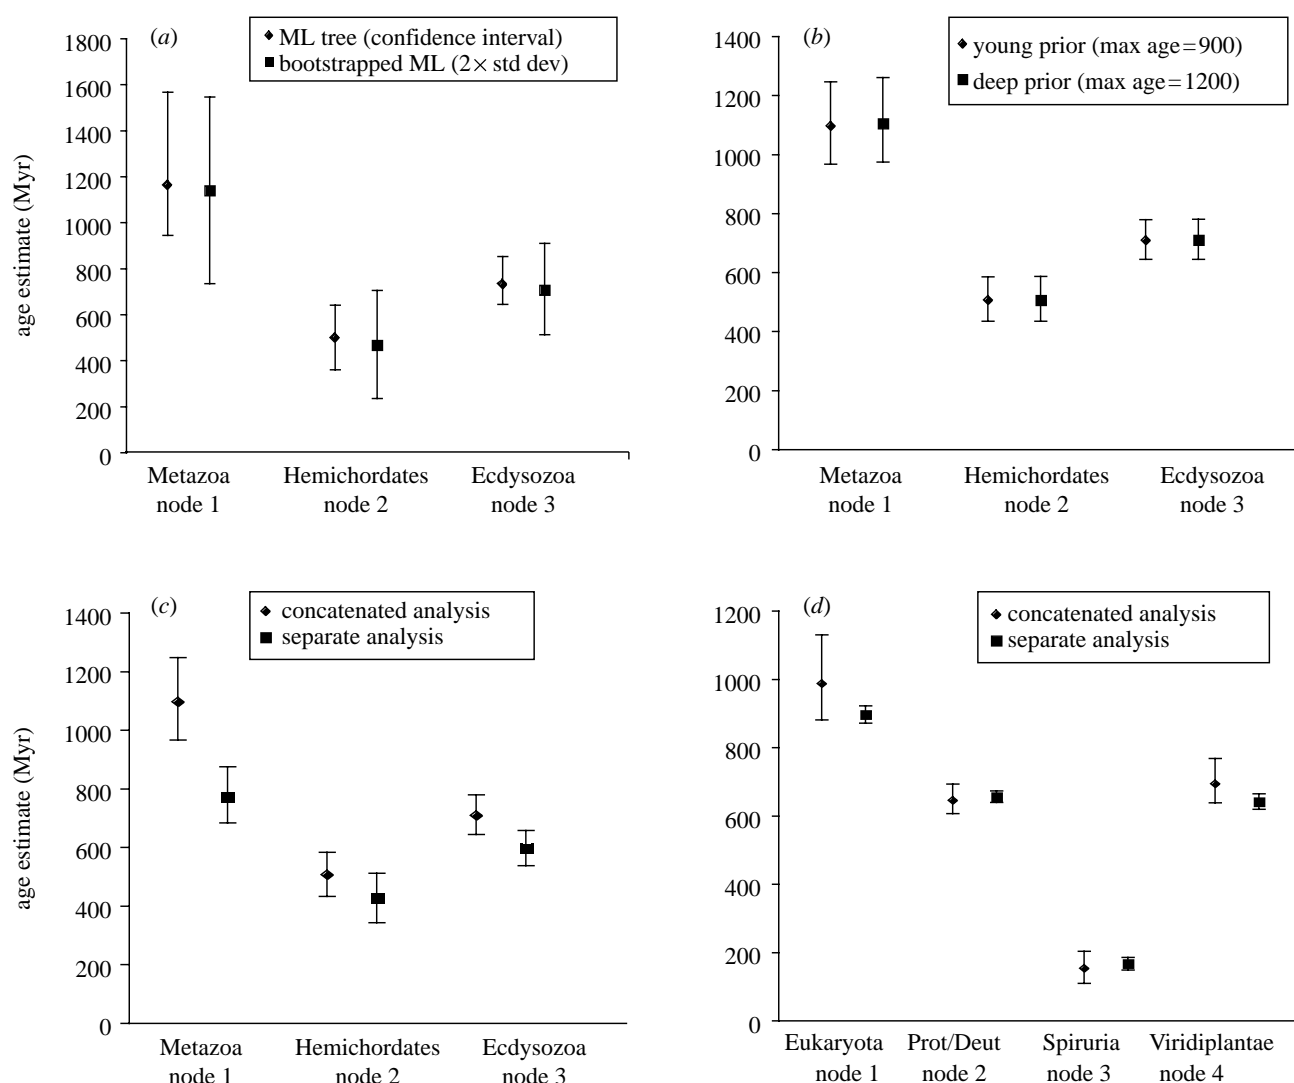 (a)
ML tree (confidence interval)
bootstrapped ML (2× std dev)
1800
1600
1400
1200
1000
800
600
400
200
0
age estimate (Myr)
Metazoa
node 1
Hemichordates
node 2
Ecdysozoa
node 3
(b)
young prior (max age=900)
deep prior (max age=1200)
1400
1200
1000
800
600
400
200
0
Metazoa
node 1
Hemichordates
node 2
Ecdysozoa
node 3
(c)
concatenated analysis
separate analysis
1400
1200
1000
800
600
400
200
0
age estimate (Myr)
Metazoa
node 1
Hemichordates
node 2
Ecdysozoa
node 3
(d)
concatenated analysis
separate analysis
1200
1000
800
600
400
200
0
Eukaryota
node 1
Prot/Deut
node 2
Spiruria
node 3
Viridiplantae
node 4